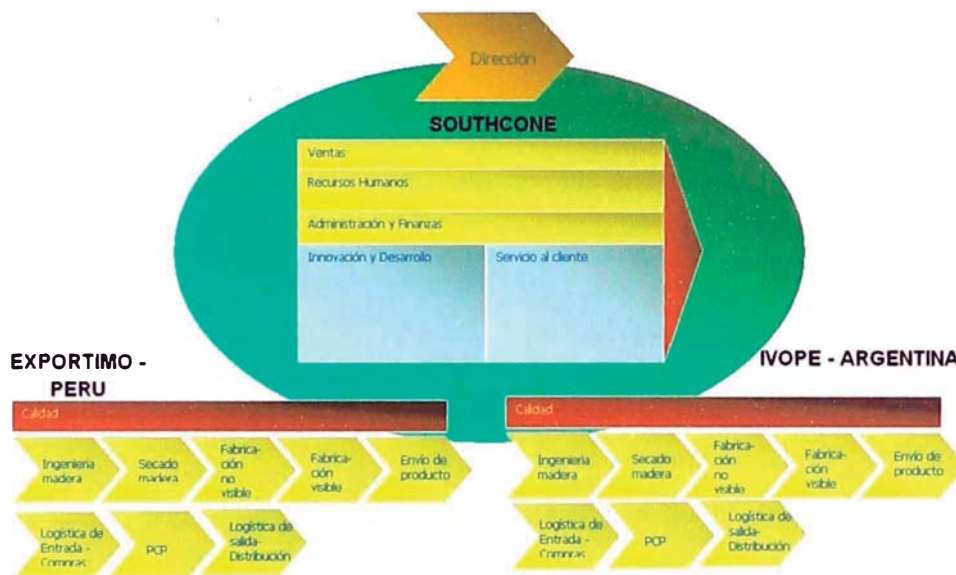 Dirección
SOUTHCONE
Ventas
Recursos Humanos
Administración y Finanzas
Innovación y Desarrollo
Servicio al cliente
EXPORTIMO -
PERU
Calidad
Ingenieria
madera
Secado
madera
Fabrica-
ción
no
visible
Fabrica-
ción
visible
Envío de
producto
Logística de
Entrada -
Compras
PCP
Logística de
salida-
Distribución
IVOPE - ARGENTINA
Calidad
Ingenieria
madera
Secado
madera
Fabrica-
ción
no
visible
Fabrica-
ción
visible
Envío de
producto
Logística de
Entrada -
Compras
PCP
Logística de
salida-
Distribución